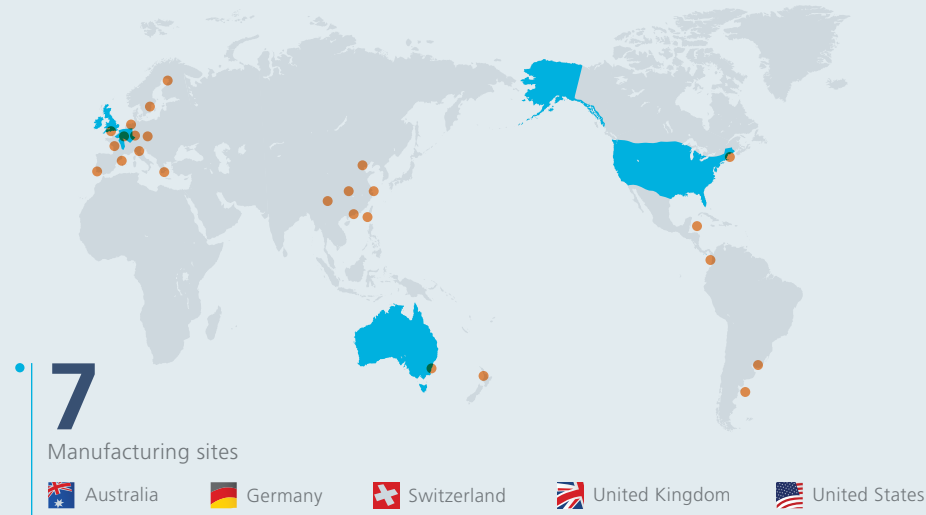 7
Manufacturing sites
Australia Germany Switzerland United Kingdom United States